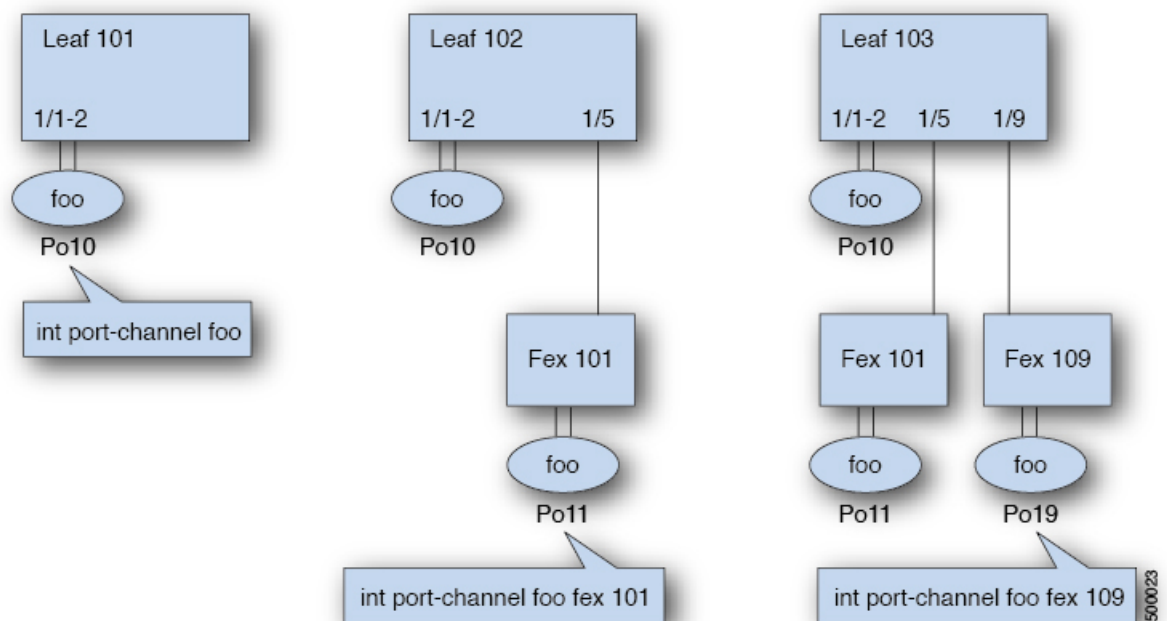 Leaf 101
1/1-2
foo
Po10
int port-channel foo
Leaf 102
1/1-2 1/5
foo
Po10
Fex 101
foo
Po11
int port-channel foo fex 101
Leaf 103
1/1-2 1/5 1/9
foo
Po10
Fex 101 Fex 109
foo foo
Po11 Po19
int port-channel foo fex 109
500023